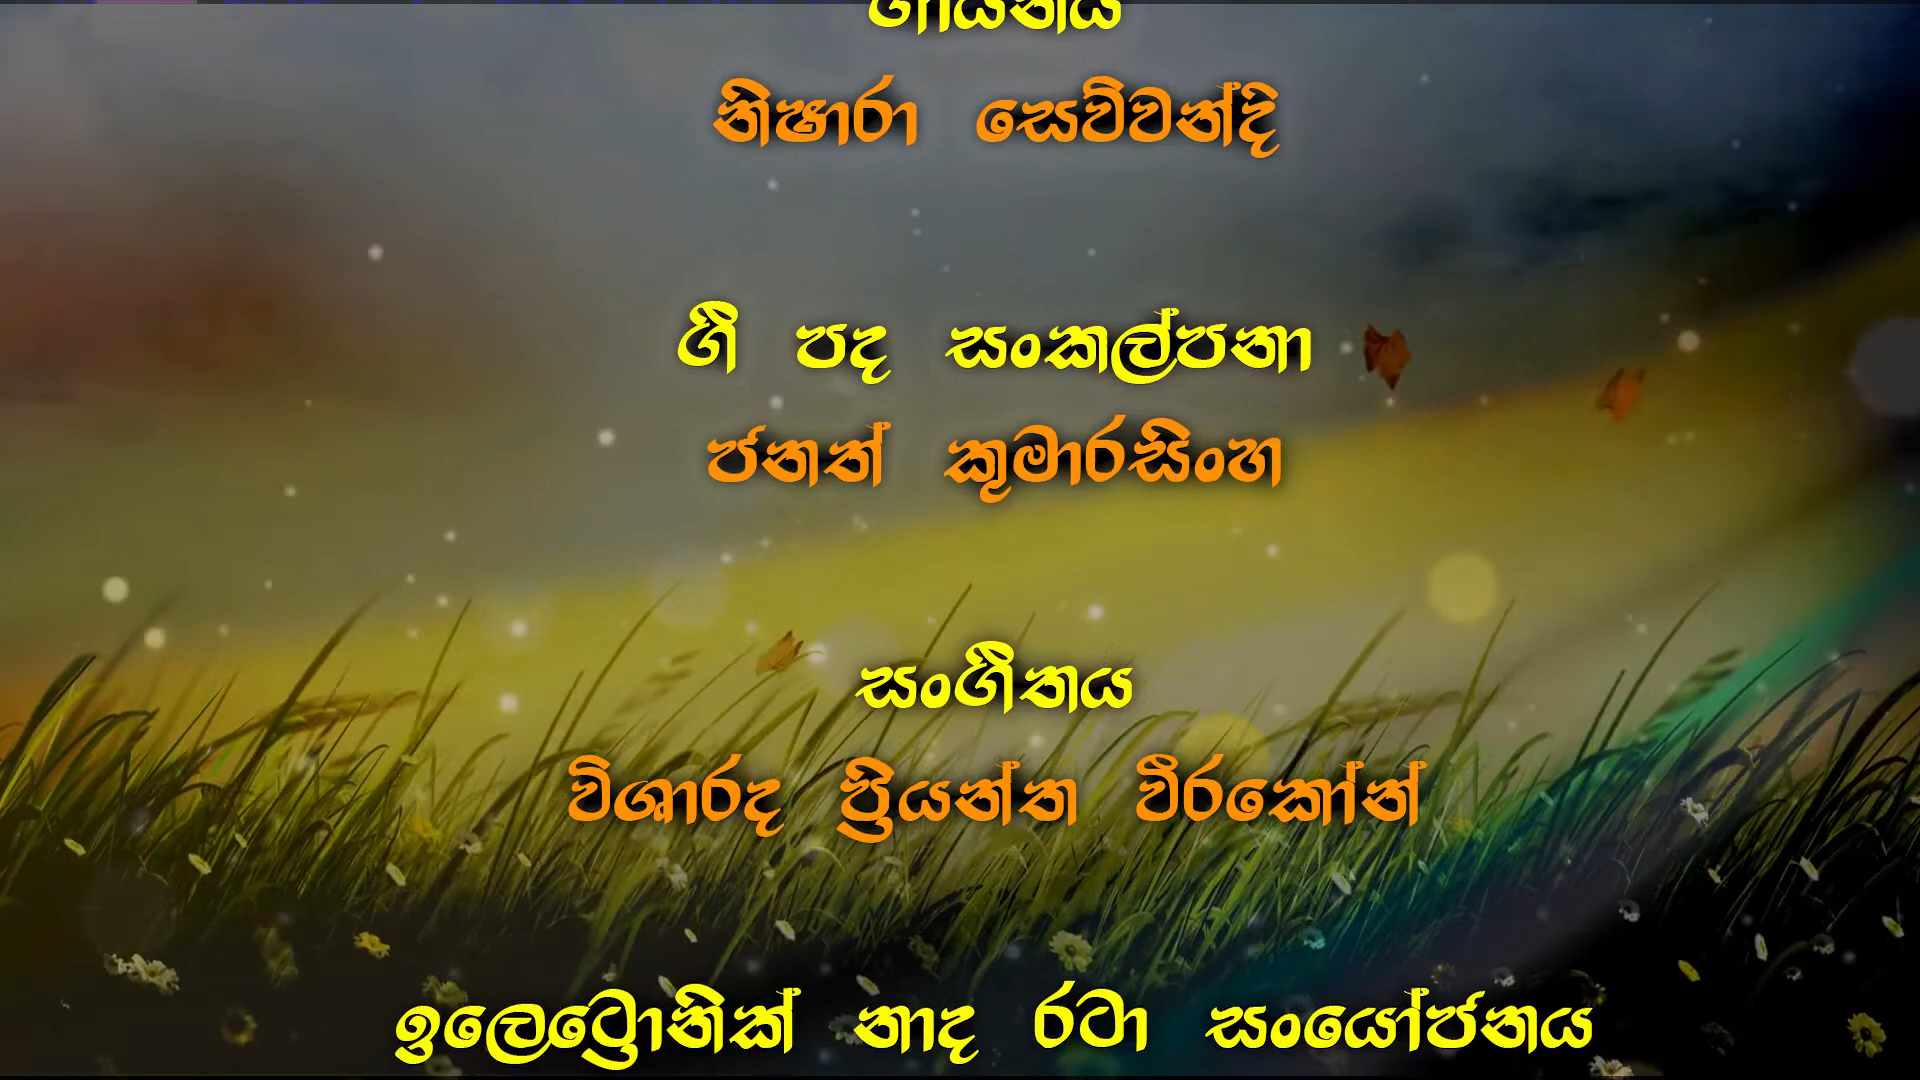 ගායනය
නිෂාරා සෙව්වන්දි
ගී පද සංකල්පනා
ජනත් කුමාරසිංහ
සංගීතය
විශාරද ප්‍රියන්ත වීරකෝන්
ඉලෙට්‍රොනික් නාද රටා සංයෝජනය